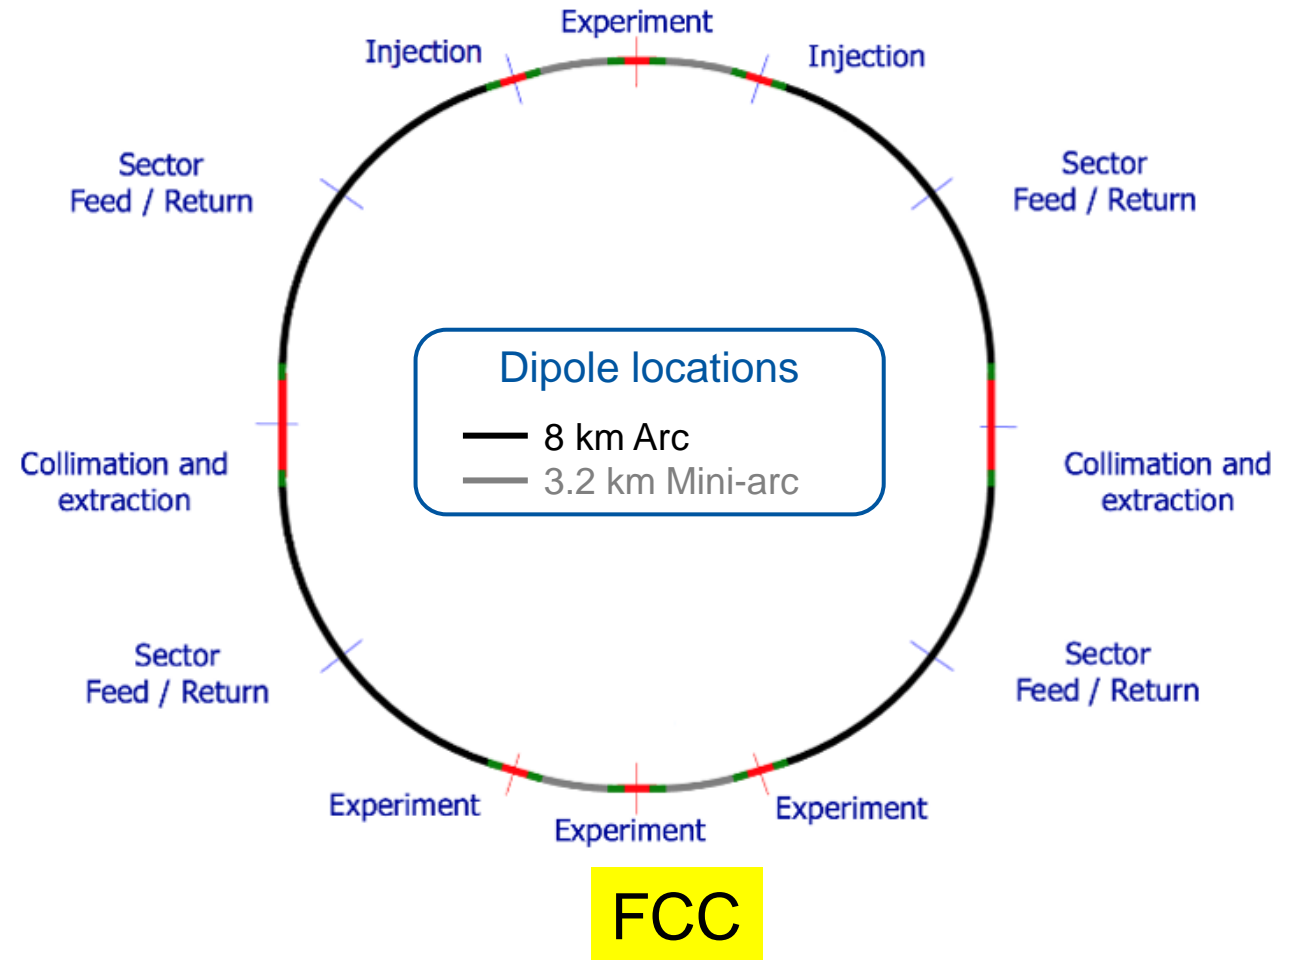 Experiment
Injection
Injection
Sector
Feed / Return
Sector
Feed / Return
Dipole locations
8 km Arc
3.2 km Mini-arc
Collimation and
extraction
Collimation and
extraction
Sector
Feed / Return
Sector
Feed / Return
Experiment
Experiment
Experiment
FCC